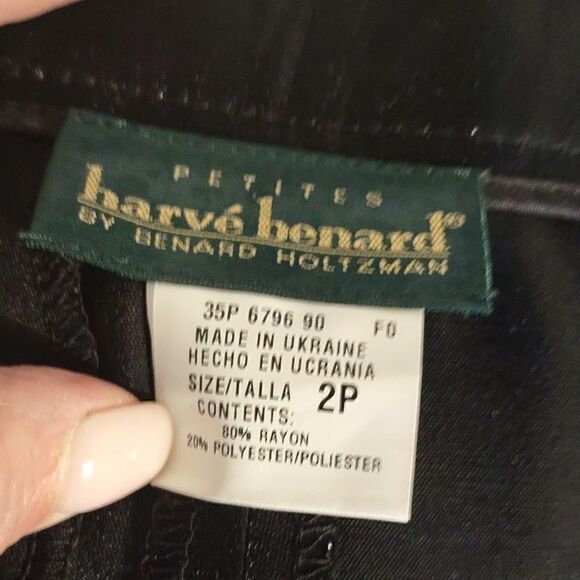 PETITES
harvé benard®
BY BENARD HOLTZMAN
35P 6796 90 F0
MADE IN UKRAINE
HECHO EN UCRANIA
SIZE/TALLA 2P
CONTENTS:
80% RAYON
20% POLYESTER/POLIESTER